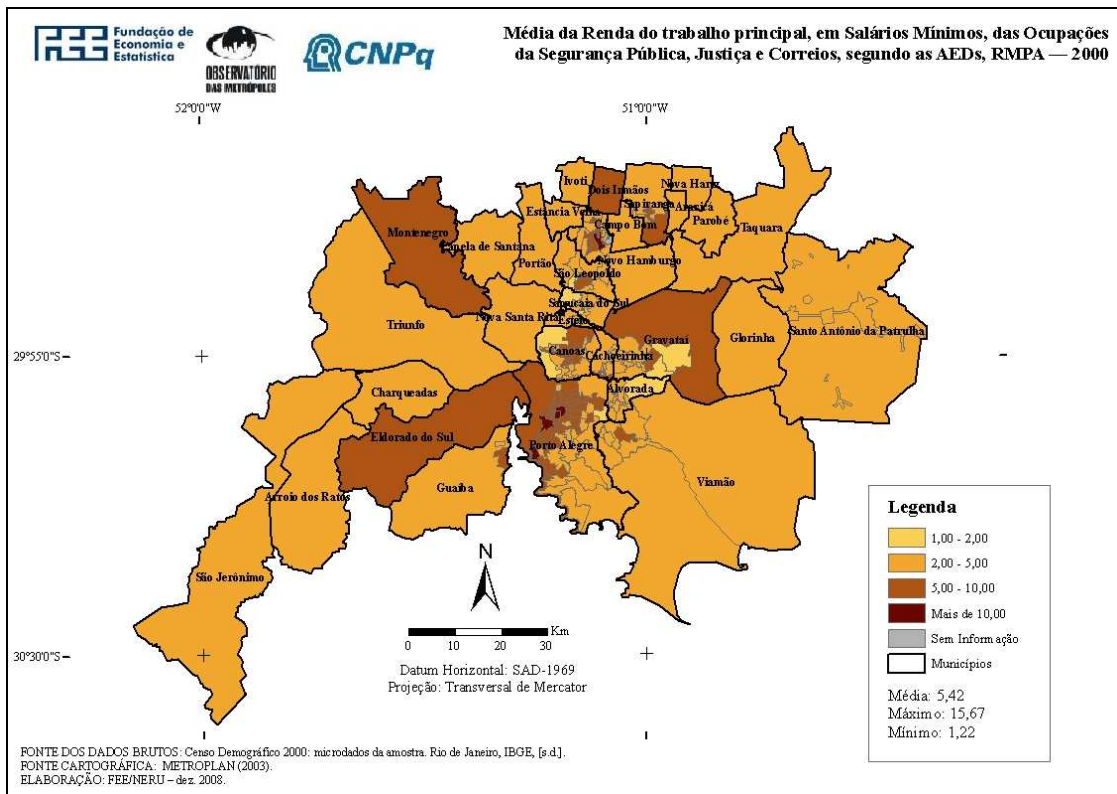 FEE
Fundação de
Economia e
Estatística
OBSERVATÓRIO
DAS METRÓPOLES
CNPq
Média da Renda do trabalho principal, em Salários Mínimos, das Ocupações
da Segurança Pública, Justiça e Correios, segundo as AEDs, RMPA — 2000
52°0'0"W
51°0'0"W
Ivoti
Dois Irmãos
Nova Hartz
Sapiranga
Araricá
Estância Velha
Parobé
Campo Bom
Taquara
Montenegro
Capela de Santana
Portão
Novo Hamburgo
São Leopoldo
Sapucaia do Sul
Nova Santa Rita
Esteio
Triunfo
Gravataí
Glorinha
Santo Antônio da Patrulha
Canoas
Cachoeirinha
29°55'0"S
Alvorada
Charqueadas
Eldorado do Sul
Porto Alegre
Viamão
Guaíba
Arroio dos Ratos
São Jerônimo
N
Km
0 10 20 30
30°30'0"S
Datum Horizontal: SAD-1969
Projeção: Transversal de Mercator
Legenda
1,00 - 2,00
2,00 - 5,00
5,00 - 10,00
Mais de 10,00
Sem Informação
Municípios
Média: 5,42
Máximo: 15,67
Mínimo: 1,22
FONTE DOS DADOS BRUTOS: Censo Demográfico 2000: microdados da amostra. Rio de Janeiro, IBGE, [s.d.].
FONTE CARTOGRÁFICA: METROPLAN (2003).
ELABORAÇÃO: FEE/NERU – dez. 2008.